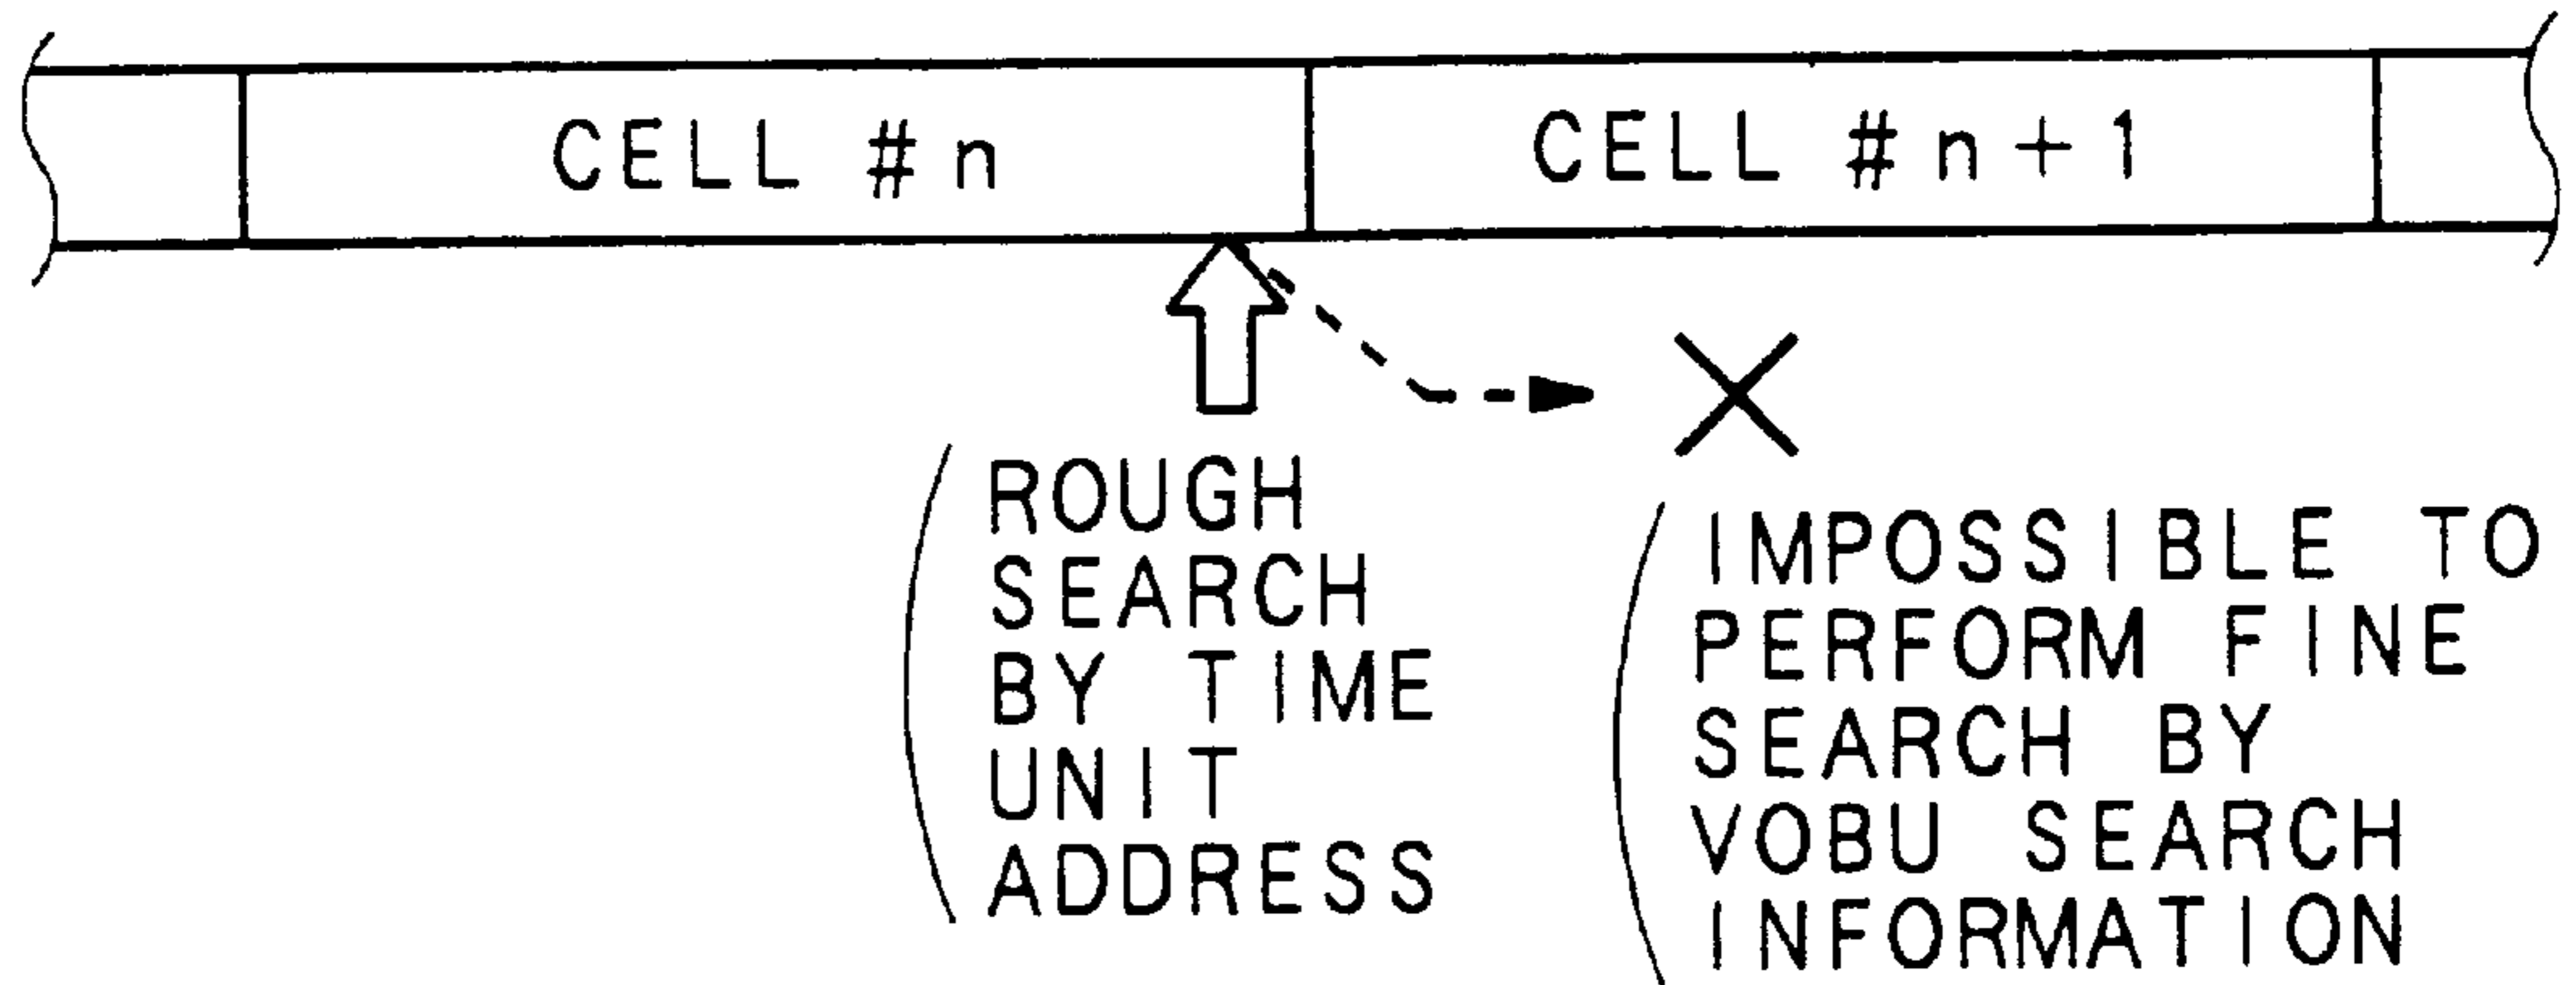 CELL #n
CELL #n+1
ROUGH
SEARCH
BY TIME
UNIT
ADDRESS
IMPOSSIBLE TO
PERFORM FINE
SEARCH BY
VOBU SEARCH
INFORMATION